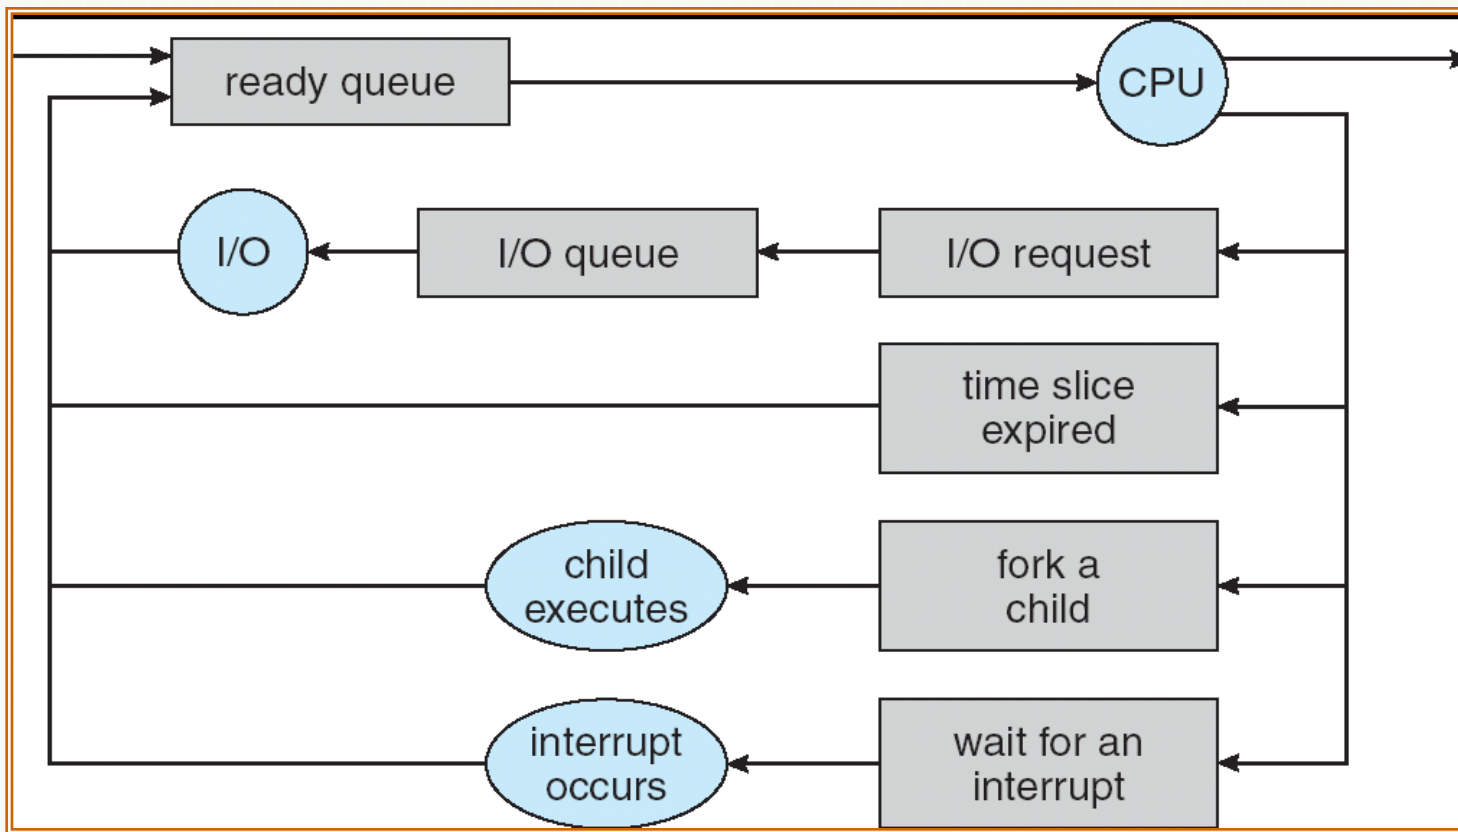 ready queue
CPU
I/O
I/O queue
I/O request
time slice
expired
child
executes
fork a
child
interrupt
occurs
wait for an
interrupt